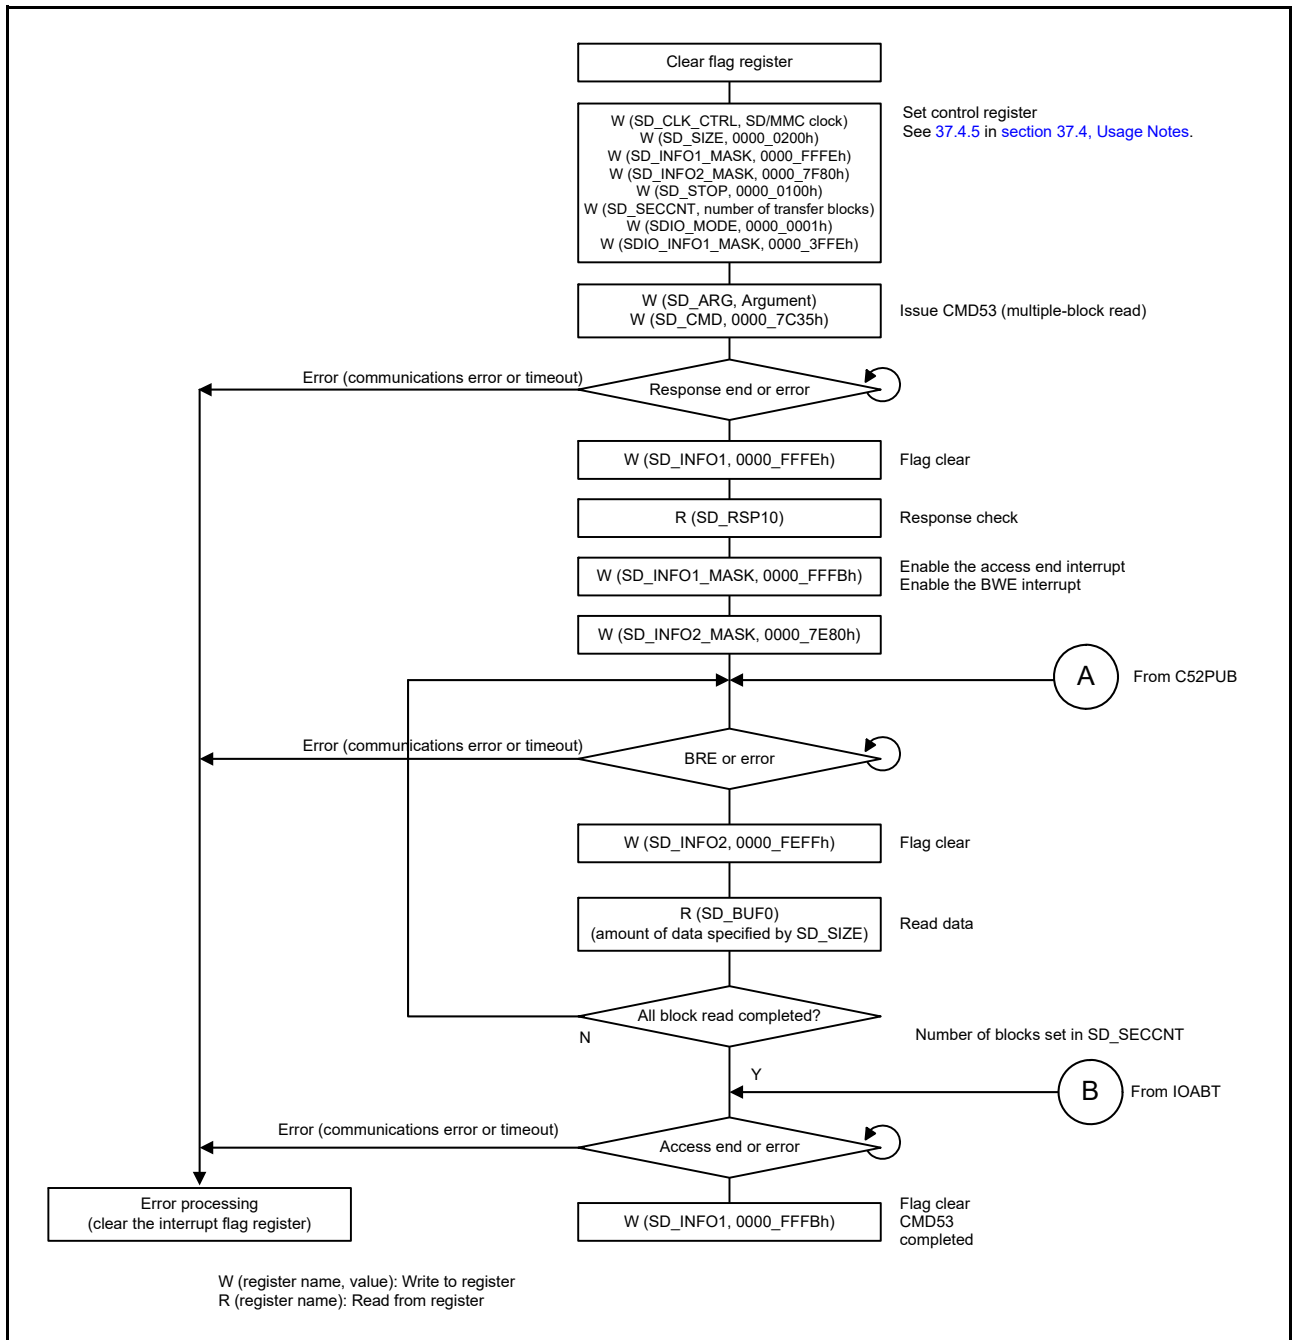 Clear flag register
W (SD_CLK_CTRL, SD/MMC clock)
W (SD_SIZE, 0000_0200h)
W (SD_INFO1_MASK, 0000_FFFEh)
W (SD_INFO2_MASK, 0000_7F80h)
W (SD_STOP, 0000_0100h)
W (SD_SECCNT, number of transfer blocks)
W (SDIO_MODE, 0000_0001h)
W (SDIO_INFO1_MASK, 0000_3FFEh)
Set control register
See 37.4.5 in section 37.4, Usage Notes.
W (SD_ARG, Argument)
W (SD_CMD, 0000_7C35h)
Issue CMD53 (multiple-block read)
Error (communications error or timeout)
Response end or error
W (SD_INFO1, 0000_FFFEh)
Flag clear
R (SD_RSP10)
Response check
W (SD_INFO1_MASK, 0000_FFFBh)
Enable the access end interrupt
Enable the BWE interrupt
W (SD_INFO2_MASK, 0000_7E80h)
A
From C52PUB
Error (communications error or timeout)
BRE or error
W (SD_INFO2, 0000_FEFFh)
Flag clear
R (SD_BUF0)
(amount of data specified by SD_SIZE)
Read data
All block read completed?
N
Number of blocks set in SD_SECCNT
Y
B
From IOABT
Error (communications error or timeout)
Access end or error
Error processing
(clear the interrupt flag register)
W (SD_INFO1, 0000_FFFBh)
Flag clear
CMD53
completed
W (register name, value): Write to register
R (register name): Read from register